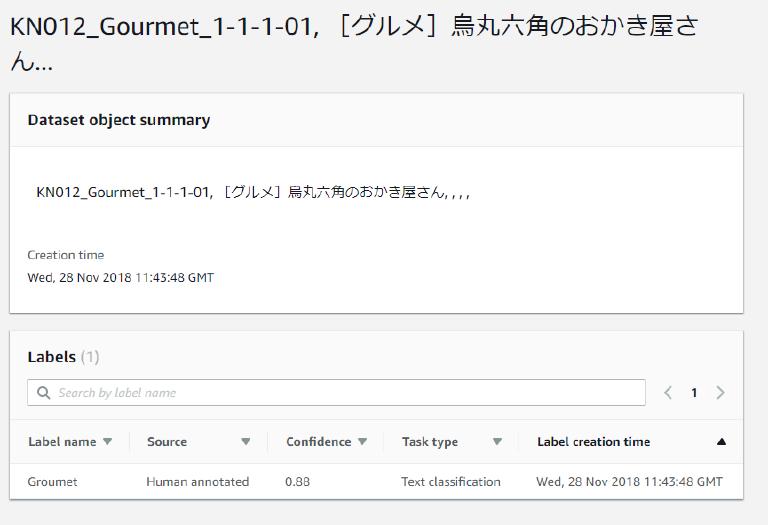 KN012_Gourmet_1-1-1-01, ［グルメ］烏丸六角のおかき屋さ
ん...
Dataset object summary
KN012_Gourmet_1-1-1-01, ［グルメ］烏丸六角のおかき屋さん, , , ,
Creation time
Wed, 28 Nov 2018 11:43:48 GMT
Labels (1)
Search by label name
1
Label name Source Confidence Task type Label creation time
Groumet Human annotated 0.88 Text classification Wed, 28 Nov 2018 11:43:48 GMT